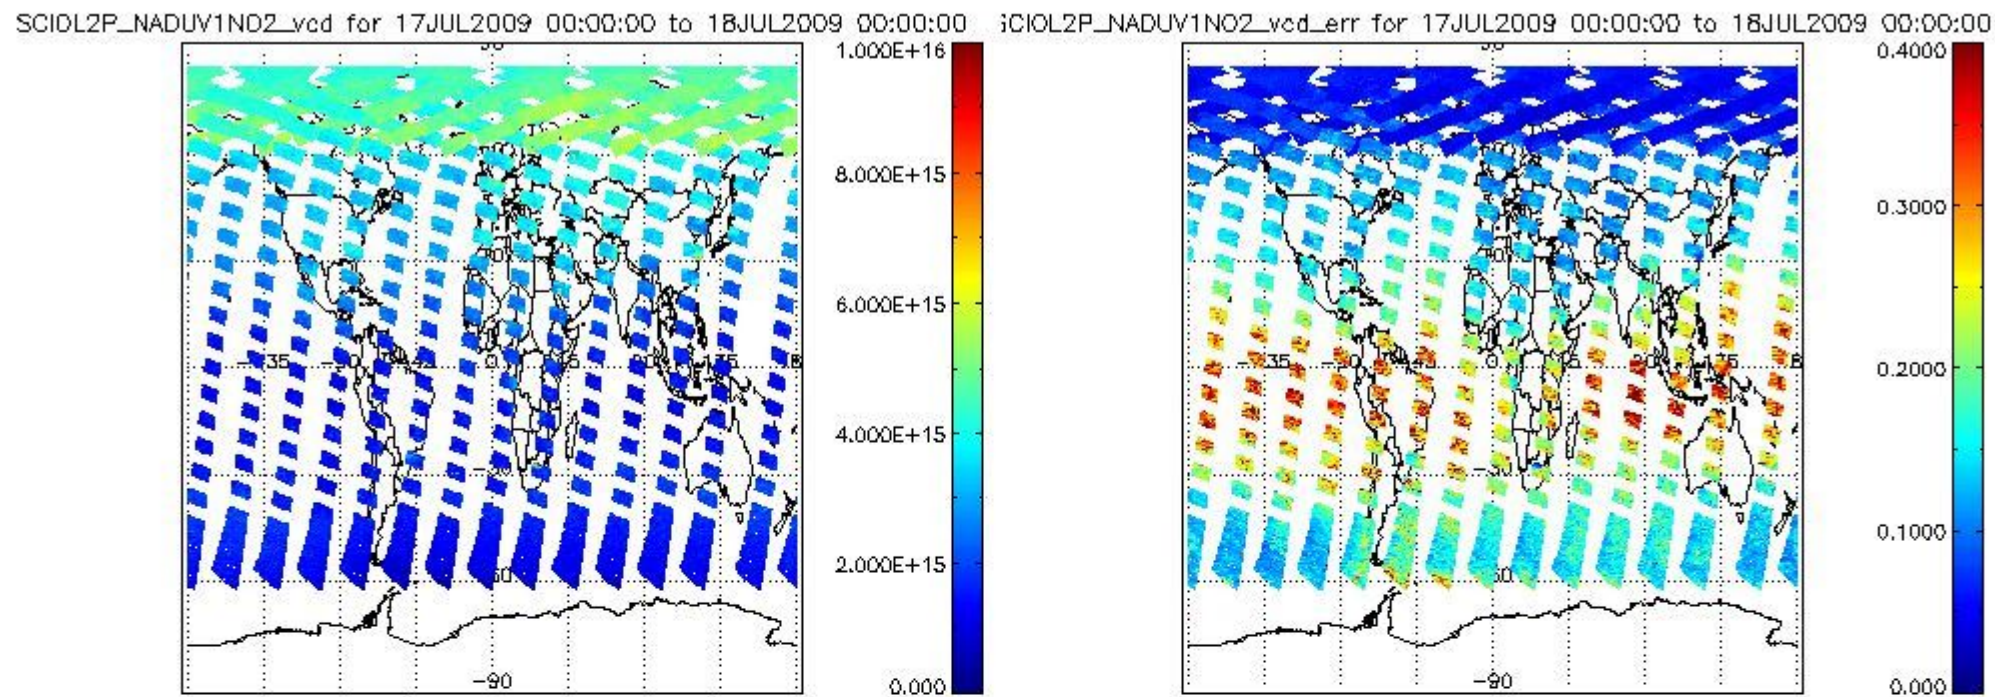 SCIOL2P_NADUV1NO2_vcd for 17JUL2009 00:00:00 to 18JUL2009 00:00:00
1.000E+16
8.000E+15
6.000E+15
4.000E+15
2.000E+15
0.000
0
-90
SCIOL2P_NADUV1NO2_vcd_err for 17JUL2009 00:00:00 to 18JUL2009 00:00:00
0.4000
0.3000
0.2000
0.1000
0.000
0
-90